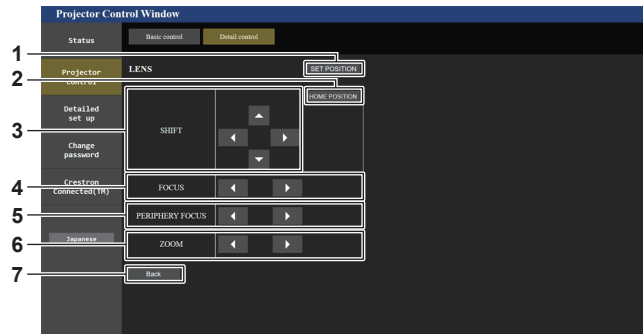 Projector Control Window
Status
Basic control
Detail control
1
LENS
SET POSITION
Projector
control
2
HOME POSITION
Detailed
set up
3
SHIFT
Change
password
Crestron
Connected(TM)
4
FOCUS
5
PERIPHERY FOCUS
Japanese
6
ZOOM
7
Back